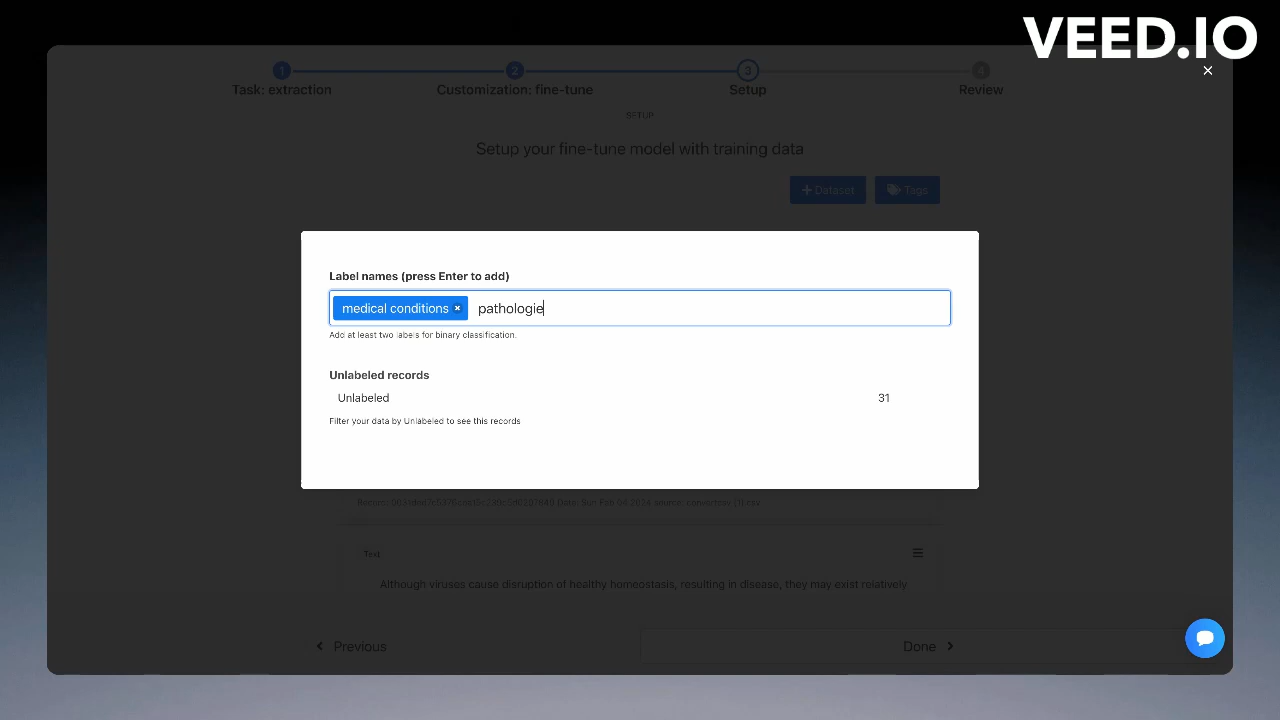 VEED.IO
1 2 3 4
Task: extraction Customization: fine-tune Setup Review
SETUP
Setup your fine-tune model with training data
Dataset Tags
Label names (press Enter to add)
medical conditions × pathologie
Add at least two labels for binary classification.
Unlabeled records
Unlabeled 31
Filter your data by Unlabeled to see this records
Text
Although viruses cause disruption of healthy homeostasis, resulting in disease, they may exist relatively
Previous Done